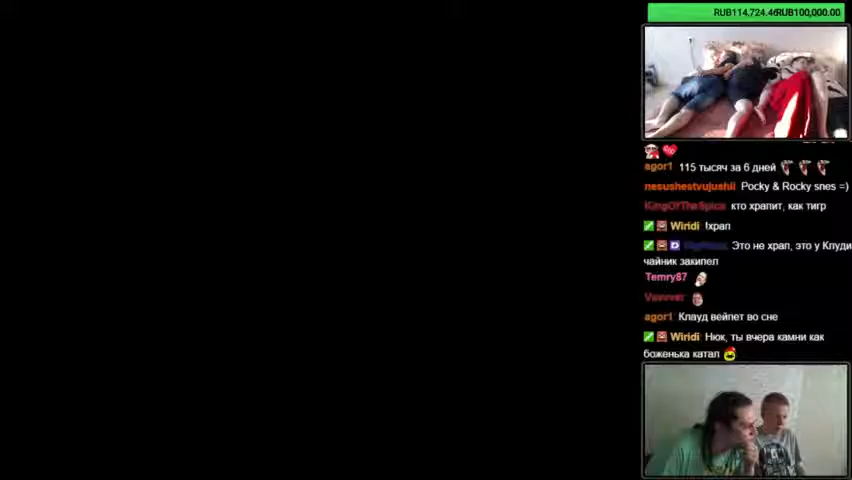 RUB114,724.46RUB100,000.00
agor1 115 тысяч за 6 дней
nesushestvujushii Pocky & Rocky snes =)
KingOfTheSpica кто храпит, как тигр
Wiridi !храп
Это не храп, это у Клуди
чайник закипел
Temry87
agor1 Клауд вейпет во сне
Wiridi Нюк, ты вчера камни как
боженька катал